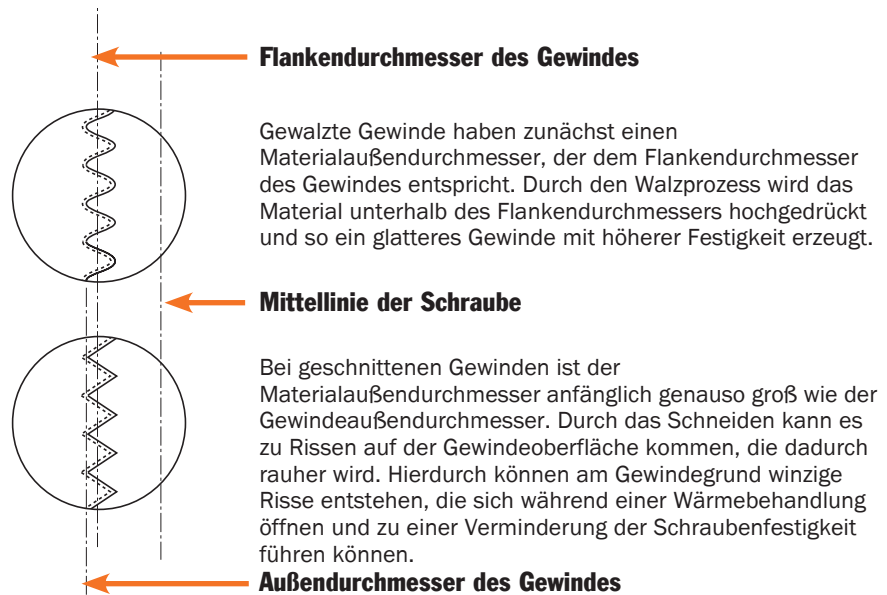 Flankendurchmesser des Gewindes
Gewalzte Gewinde haben zunächst einen
Materialaußendurchmesser, der dem Flankendurchmesser
des Gewindes entspricht. Durch den Walzprozess wird das
Material unterhalb des Flankendurchmessers hochgedrückt
und so ein glatteres Gewinde mit höherer Festigkeit erzeugt.
Mittellinie der Schraube
Bei geschnittenen Gewinden ist der
Materialaußendurchmesser anfänglich genauso groß wie der
Gewindeaußendurchmesser. Durch das Schneiden kann es
zu Rissen auf der Gewindeoberfläche kommen, die dadurch
rauher wird. Hierdurch können am Gewindegrund winzige
Risse entstehen, die sich während einer Wärmebehandlung
öffnen und zu einer Verminderung der Schraubenfestigkeit
führen können.
Außendurchmesser des Gewindes